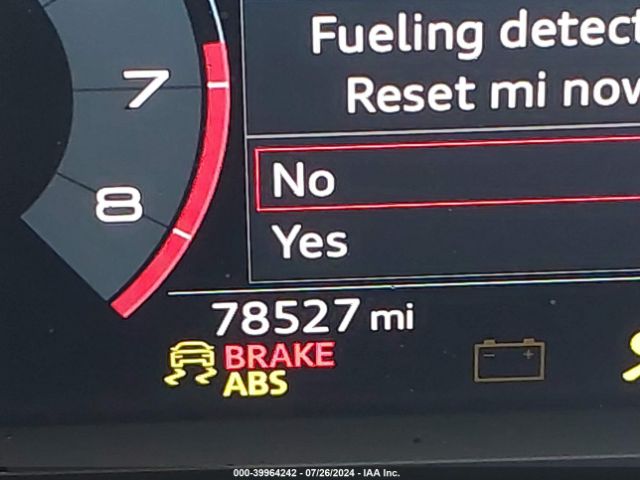 Fueling detect
Reset mi now
No
Yes
7
8
78527 mi
BRAKE
ABS
000-39964242 - 07/26/2024 - IAA Inc.